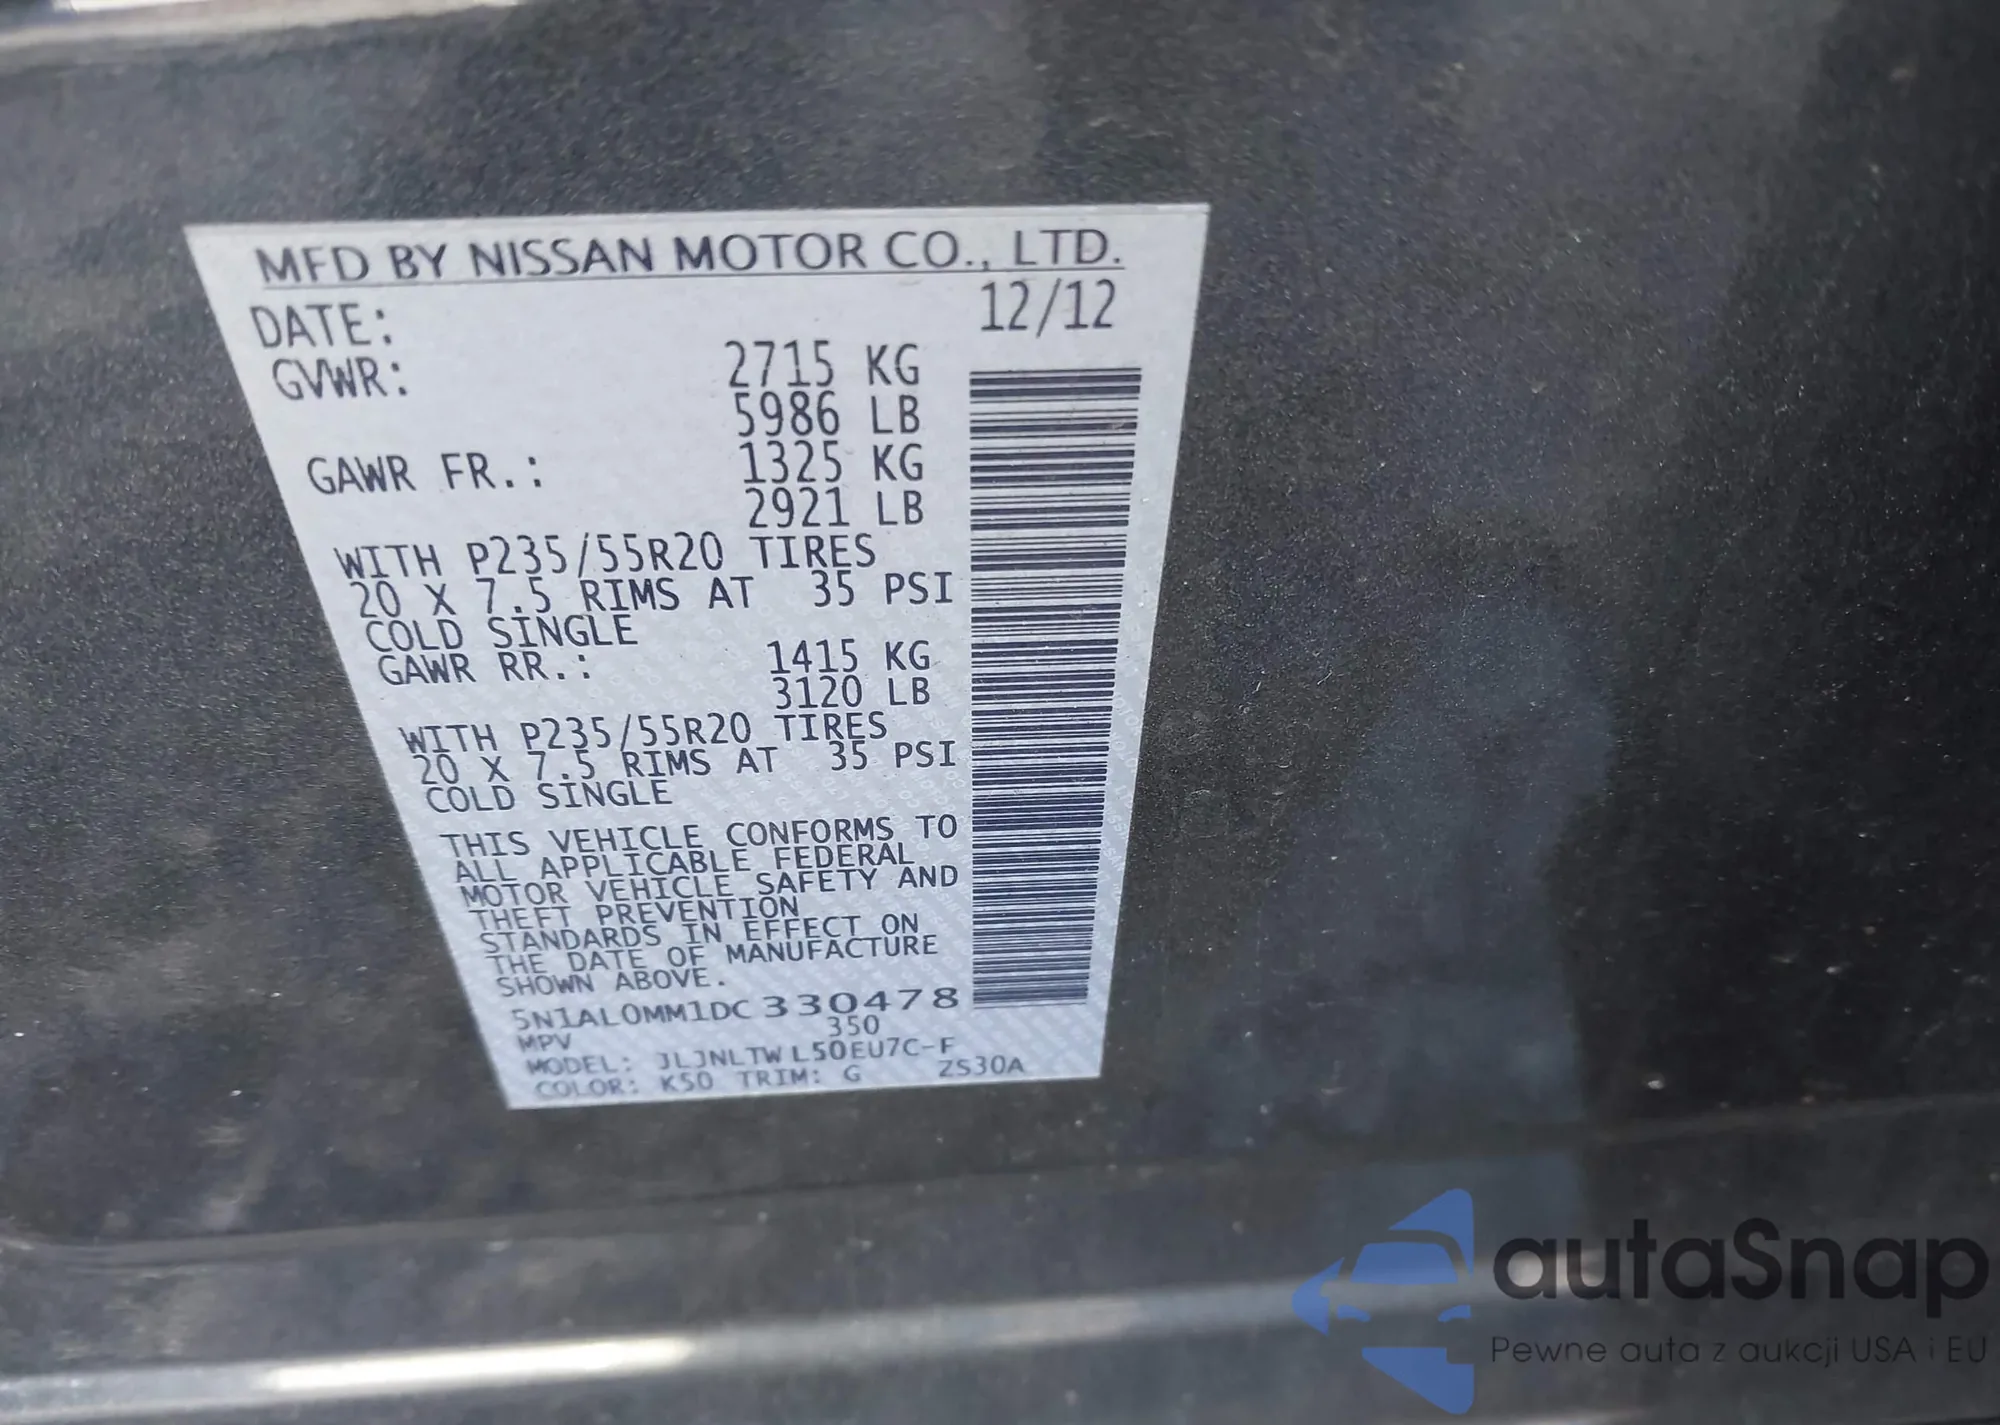 MFD BY NISSAN MOTOR CO., LTD.
DATE: 12/12
GVWR: 2715 KG
5986 LB
GAWR FR.: 1325 KG
2921 LB
WITH P235/55R20 TIRES
20 X 7.5 RIMS AT 35 PSI
COLD SINGLE
GAWR RR.: 1415 KG
3120 LB
WITH P235/55R20 TIRES
20 X 7.5 RIMS AT 35 PSI
COLD SINGLE
THIS VEHICLE CONFORMS TO
ALL APPLICABLE FEDERAL
MOTOR VEHICLE SAFETY AND
THEFT PREVENTION
STANDARDS IN EFFECT ON
THE DATE OF MANUFACTURE
SHOWN ABOVE.
5N1AL0MM1DC330478
MPV 350
MODEL: JLJNLTWL50EU7C-F
COLOR: K50 TRIM: G ZS30A
autaSnap
Pewne auta z aukcji USA i EU